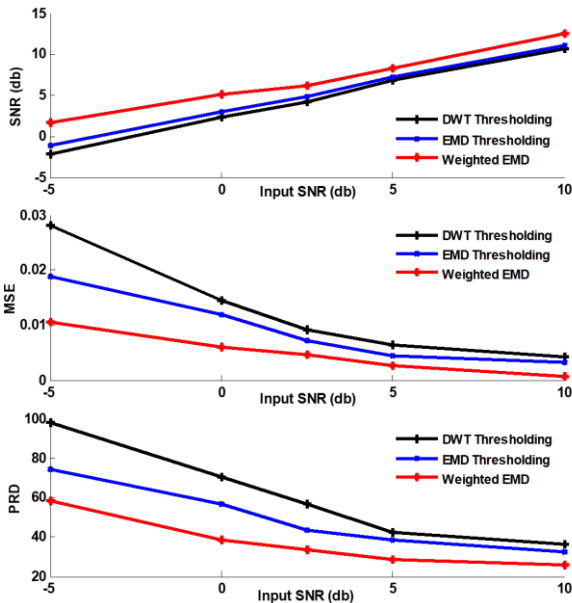 15
10
5
0
-5
SNR (db)
DWT Thresholding
EMD Thresholding
Weighted EMD
-5 0 5 10
Input SNR (db)
0.03
0.02
0.01
0
MSE
DWT Thresholding
EMD Thresholding
Weighted EMD
-5 0 5 10
Input SNR (db)
100
80
60
40
20
PRD
DWT Thresholding
EMD Thresholding
Weighted EMD
-5 0 5 10
Input SNR (db)